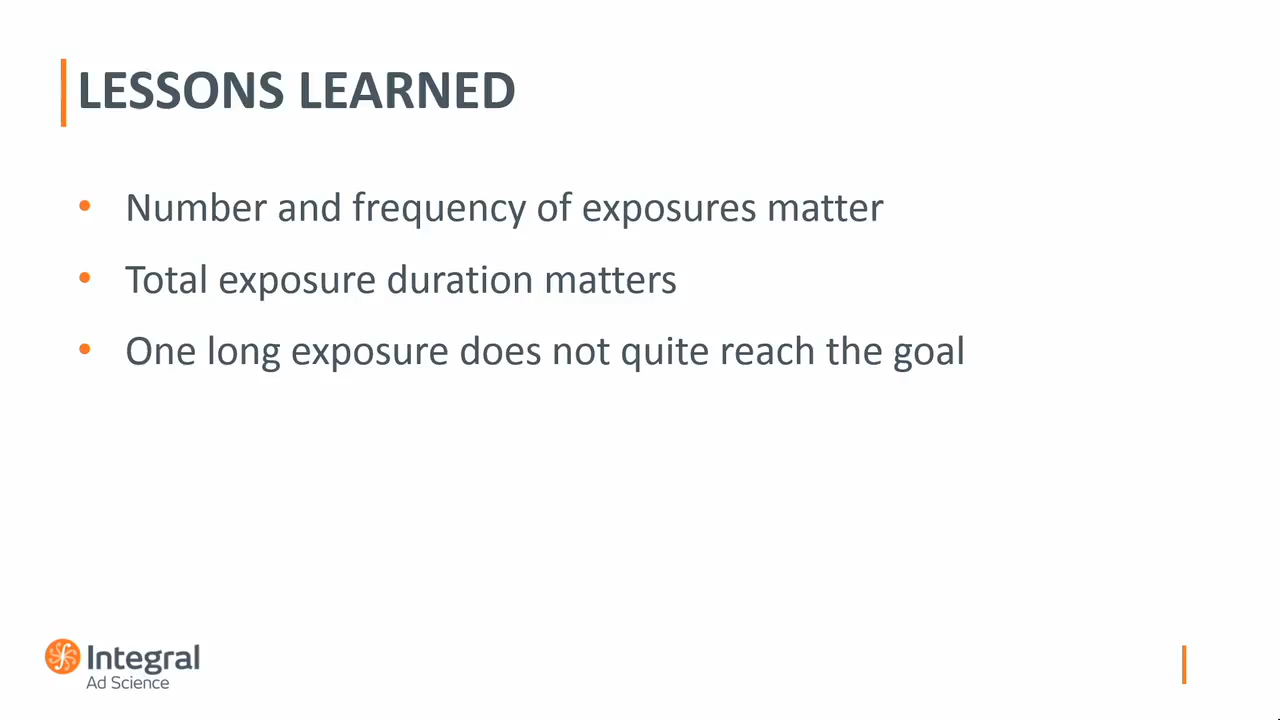 LESSONS LEARNED
• Number and frequency of exposures matter
• Total exposure duration matters
• One long exposure does not quite reach the goal
Integral
Ad Science